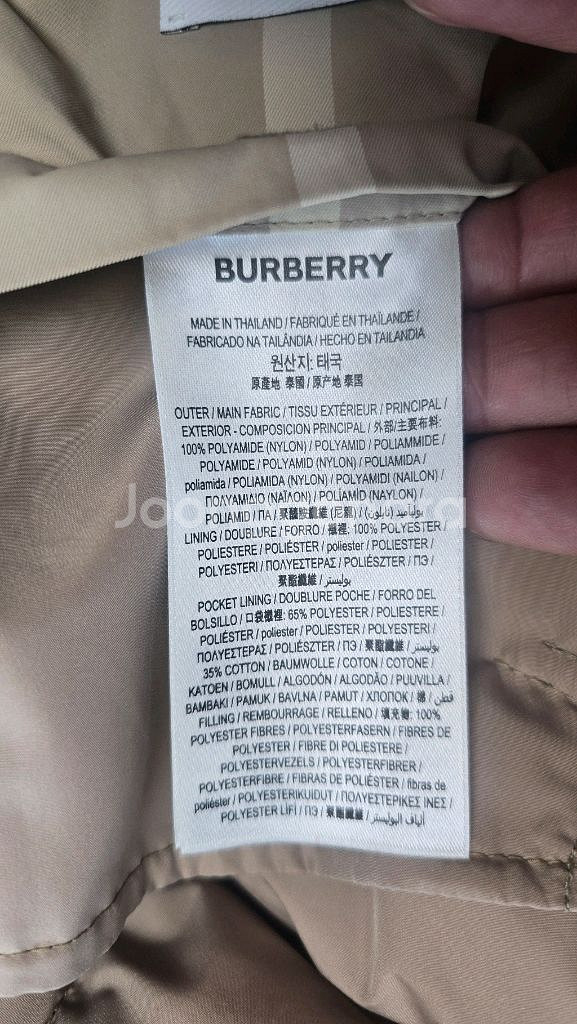 BURBERRY
MADE IN THAILAND / FABRIQUÉ EN THAÏLANDE /
FABRICADO NA TAILÂNDIA / HECHO EN TAILANDIA
원산지: 태국
原產地 泰國 / 原产地 泰国
OUTER / MAIN FABRIC / TISSU EXTÉRIEUR / PRINCIPAL /
EXTERIOR - COMPOSICION PRINCIPAL / 外部/主要布料:
100% POLYAMIDE (NYLON) / POLYAMID / POLIAMMIDE /
POLYAMIDE / POLYAMID (NYLON) / POLIAMIDA /
poliamida / POLIAMIDA (NYLON) / POLYAMIDI (NAILON) /
ΠΟΛΥΑΜΙΔΙΟ (ΝΑΪΛΟΝ) / POLÍAMÍD (NAYLON) /
POLIAMID / ПА / 聚醯胺纖維 (尼龍) / بوليأميد (نايلون)
LINING / DOUBLURE / FORRO / 襯裡: 100% POLYESTER /
POLIESTERE / POLIÉSTER / poliester / POLIESTER /
POLYESTERI / ΠΟΛΥΕΣΤΕΡΑΣ / POLIÉSZTER / ПЭ /
聚酯纖維 / بوليستر
POCKET LINING / DOUBLURE POCHE / FORRO DEL
BOLSILLO / 口袋襯裡: 65% POLYESTER / POLIESTERE /
POLIÉSTER / poliester / POLIESTER / POLYESTERI /
ΠΟΛΥΕΣΤΕΡΑΣ / POLIÉSZTER / ПЭ / 聚酯纖維 / بوليستر
35% COTTON / BAUMWOLLE / COTON / COTONE /
KATOEN / BOMULL / ALGODÓN / ALGODÃO / PUUVILLA /
BAMBAKI / PAMUK / BAVLNA / PAMUT / ХЛОПОК / 棉 / قطن
FILLING / REMBOURRAGE / RELLENO / 填充物: 100%
POLYESTER FIBRES / POLYESTERFASERN / FIBRES DE
POLYESTER / FIBRE DI POLIESTERE /
POLYESTERVEZELS / POLYESTERFIBRER /
POLYESTERFIBRE / FIBRAS DE POLIÉSTER / fibras de
poliéster / POLYESTERIKUIDUT / ΠΟΛΥΕΣΤΕΡΙΚΕΣ ΙΝΕΣ /
POLYESTER LIFİ / ПЭ / 聚酯纖維 / ألياف البوليستر